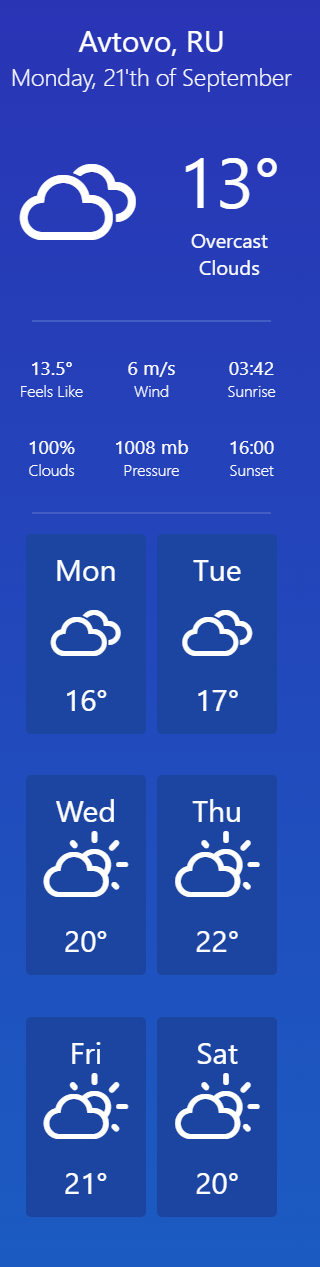 Avtovo, RU
Monday, 21'th of September
13°
Overcast
Clouds
13.5° 6 m/s 03:42
Feels Like Wind Sunrise
100% 1008 mb 16:00
Clouds Pressure Sunset
Mon Tue
16° 17°
Wed Thu
20° 22°
Fri Sat
21° 20°